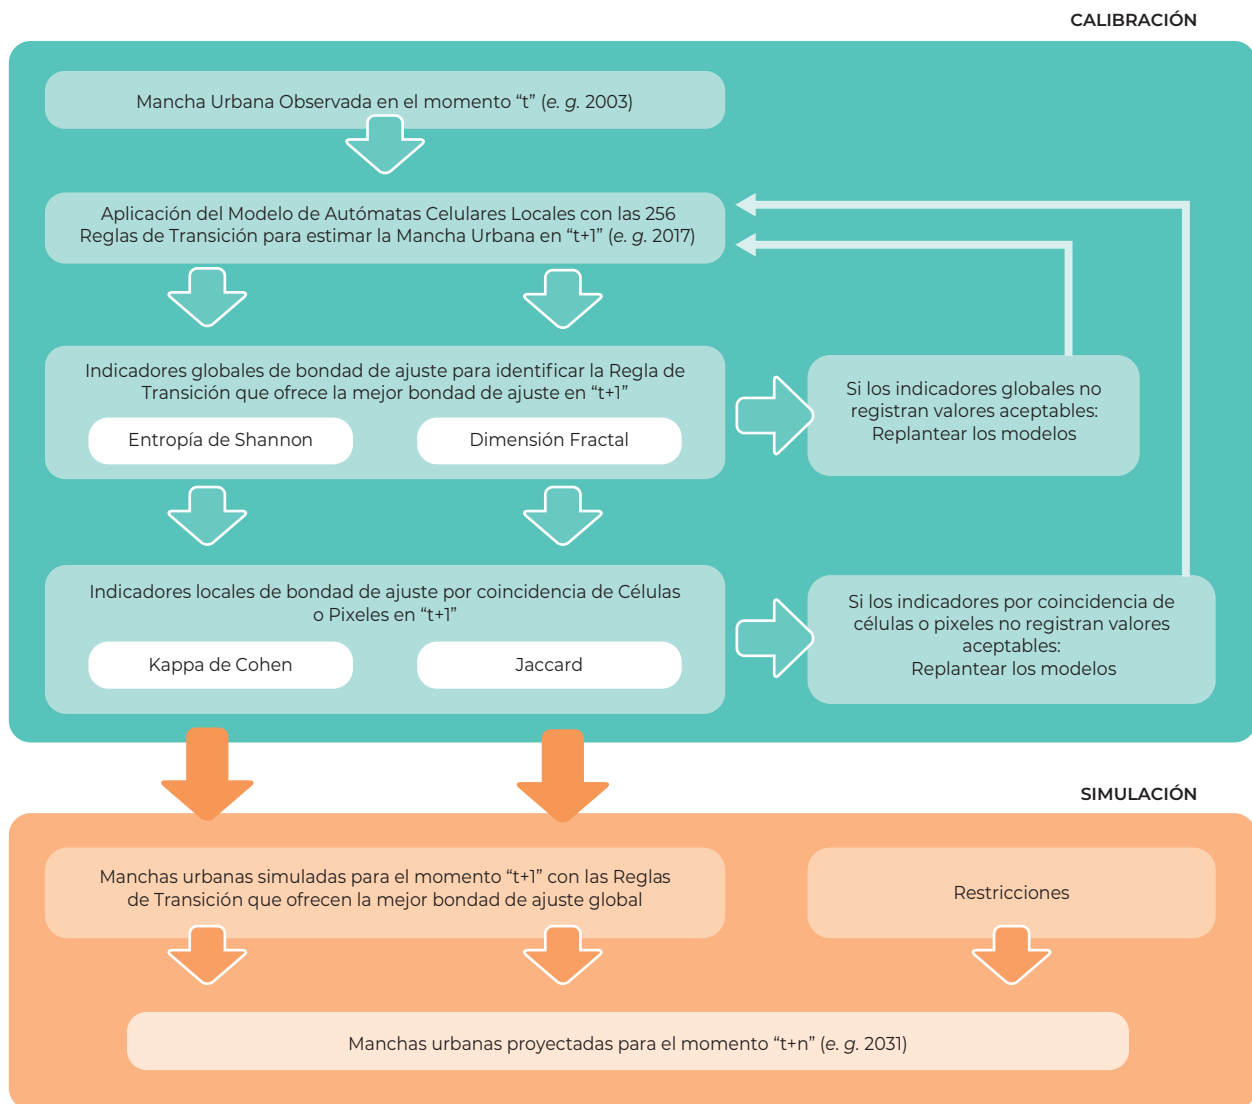 CALIBRACIÓN
Mancha Urbana Observada en el momento “t” (e. g. 2003)
Aplicación del Modelo de Autómatas Celulares Locales con las 256
Reglas de Transición para estimar la Mancha Urbana en “t+1” (e. g. 2017)
Indicadores globales de bondad de ajuste para identificar la Regla de
Transición que ofrece la mejor bondad de ajuste en “t+1”
Entropía de Shannon
Dimensión Fractal
Si los indicadores globales no
registran valores aceptables:
Replantear los modelos
Indicadores locales de bondad de ajuste por coincidencia de Células
o Pixeles en “t+1”
Kappa de Cohen
Jaccard
Si los indicadores por coincidencia de
células o pixeles no registran valores
aceptables:
Replantear los modelos
SIMULACIÓN
Manchas urbanas simuladas para el momento “t+1” con las Reglas
de Transición que ofrecen la mejor bondad de ajuste global
Restricciones
Manchas urbanas proyectadas para el momento “t+n” (e. g. 2031)